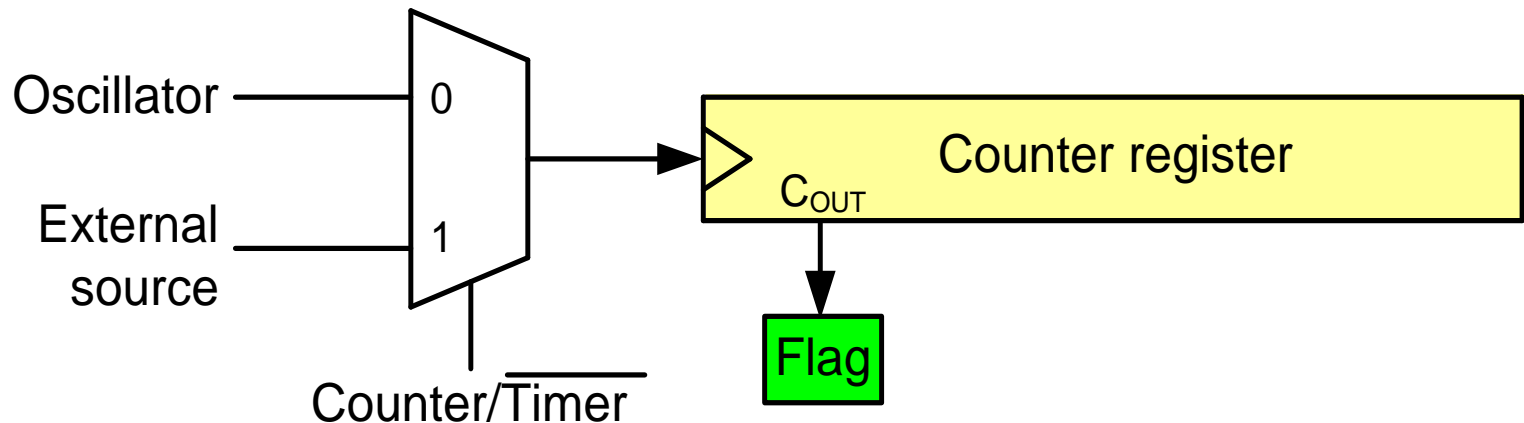 Oscillator
0
External
source
1
Counter/Timer
Counter register
COUT
Flag